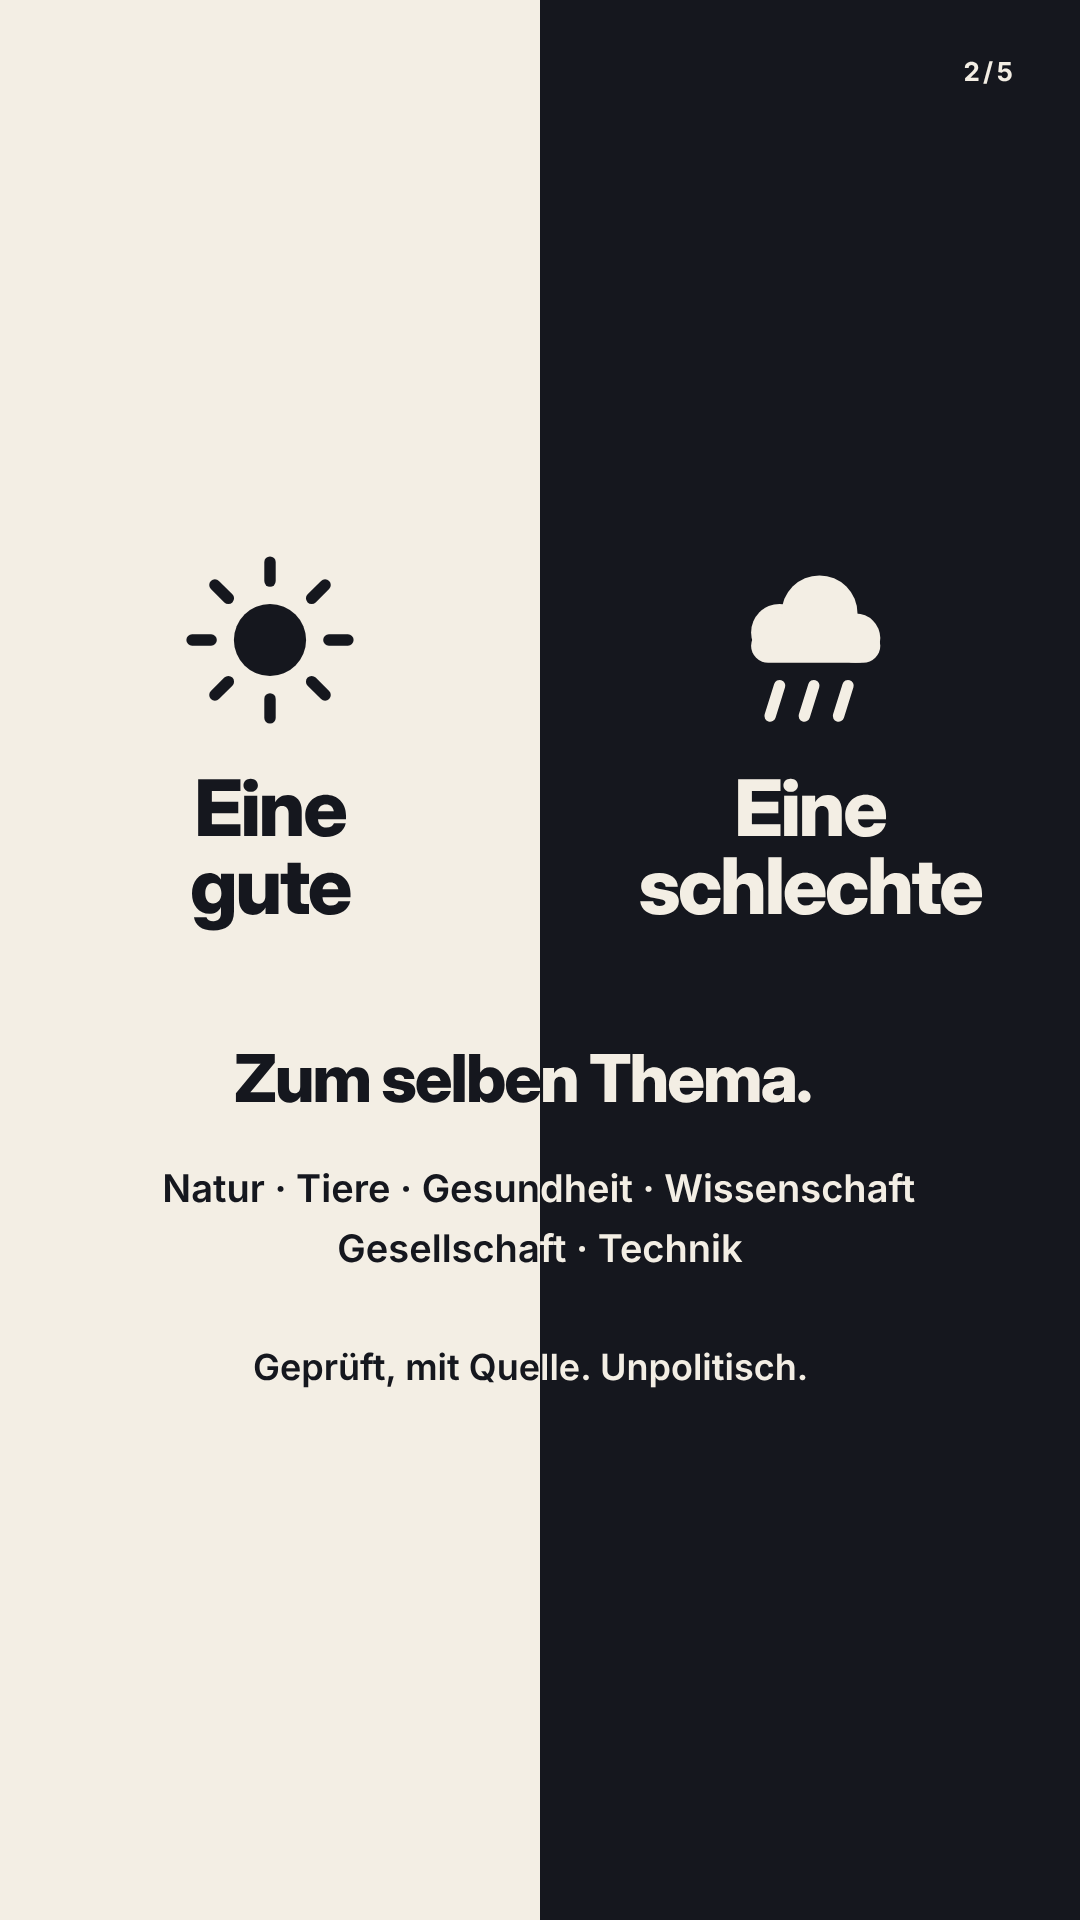 2/5
Eine
gute
Eine
schlechte
Zum selben Thema.
Natur · Tiere · Gesundheit · Wissenschaft
Gesellschaft · Technik
Geprüft, mit Quelle. Unpolitisch.